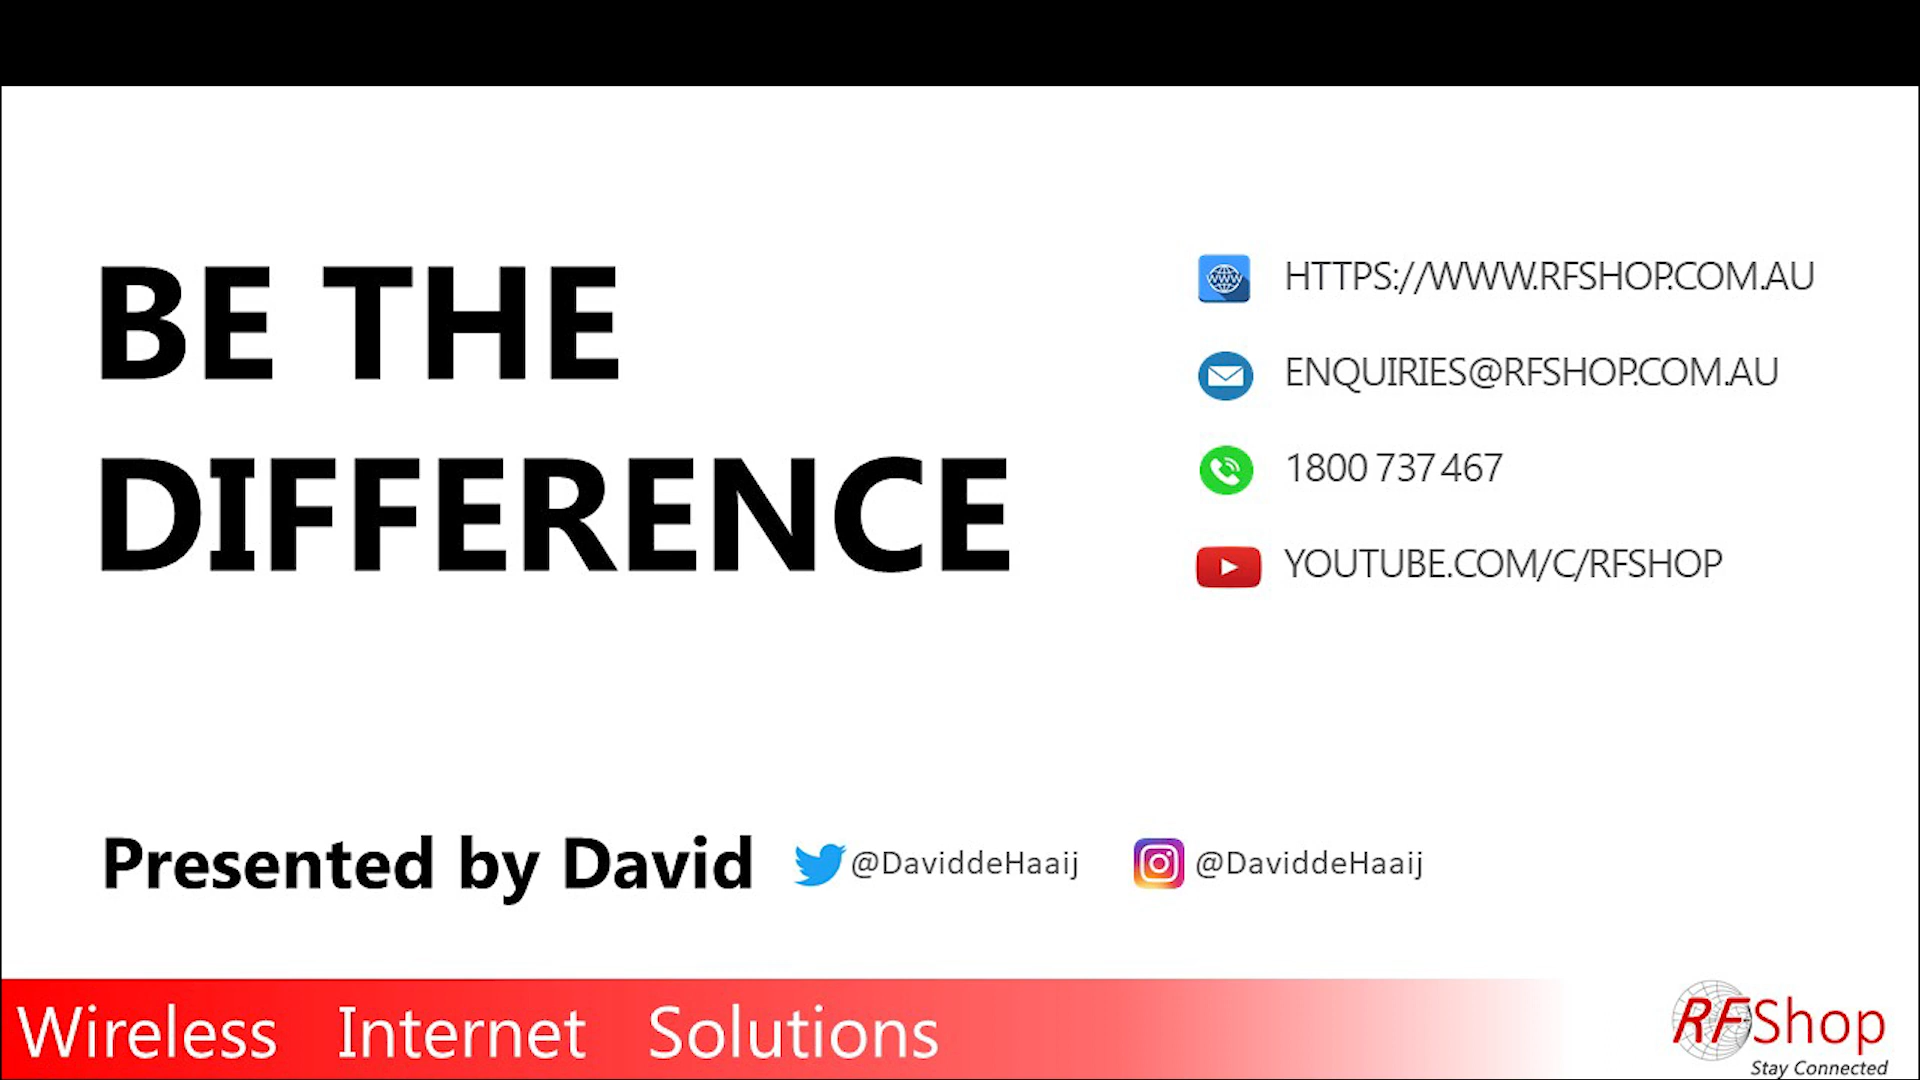 BE THE
DIFFERENCE
WWW
HTTPS://WWW.RFSHOP.COM.AU
ENQUIRIES@RFSHOP.COM.AU
1800 737 467
YOUTUBE.COM/C/RFSHOP
Presented by David @DaviddeHaaij @DaviddeHaaij
Wireless Internet Solutions
RFShop
Stay Connected